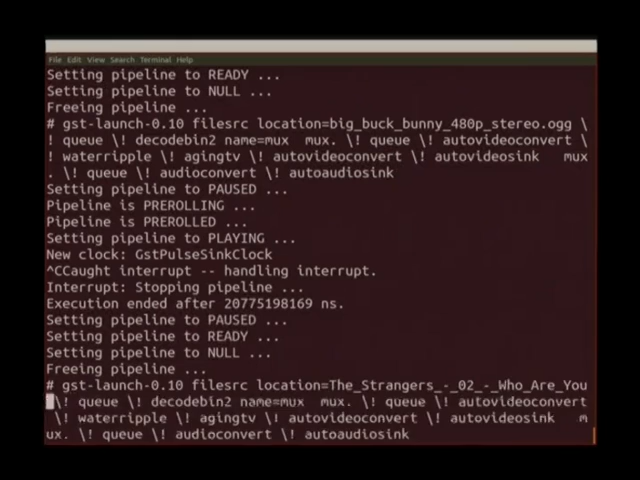 File Edit View Search Terminal Help
Setting pipeline to READY ...
Setting pipeline to NULL ...
Freeing pipeline ...
# gst-launch-0.10 filesrc location=big_buck_bunny_480p_stereo.ogg \
! queue \! decodebin2 name=mux  mux. \! queue \! autovideoconvert \
! waterripple \! agingtv \! autovideoconvert \! autovideosink   mux
. \! queue \! audioconvert \! autoaudiosink
Setting pipeline to PAUSED ...
Pipeline is PREROLLING ...
Pipeline is PREROLLED ...
Setting pipeline to PLAYING ...
New clock: GstPulseSinkClock
^CCaught interrupt -- handling interrupt.
Interrupt: Stopping pipeline ...
Execution ended after 20775198169 ns.
Setting pipeline to PAUSED ...
Setting pipeline to READY ...
Setting pipeline to NULL ...
Freeing pipeline ...
# gst-launch-0.10 filesrc location=The_Strangers_-_02_-_Who_Are_You
\! queue \! decodebin2 name=mux  mux. \! queue \! autovideoconvert
\! waterripple \! agingtv \! autovideoconvert \! autovideosink   m
ux. \! queue \! audioconvert \! autoaudiosink